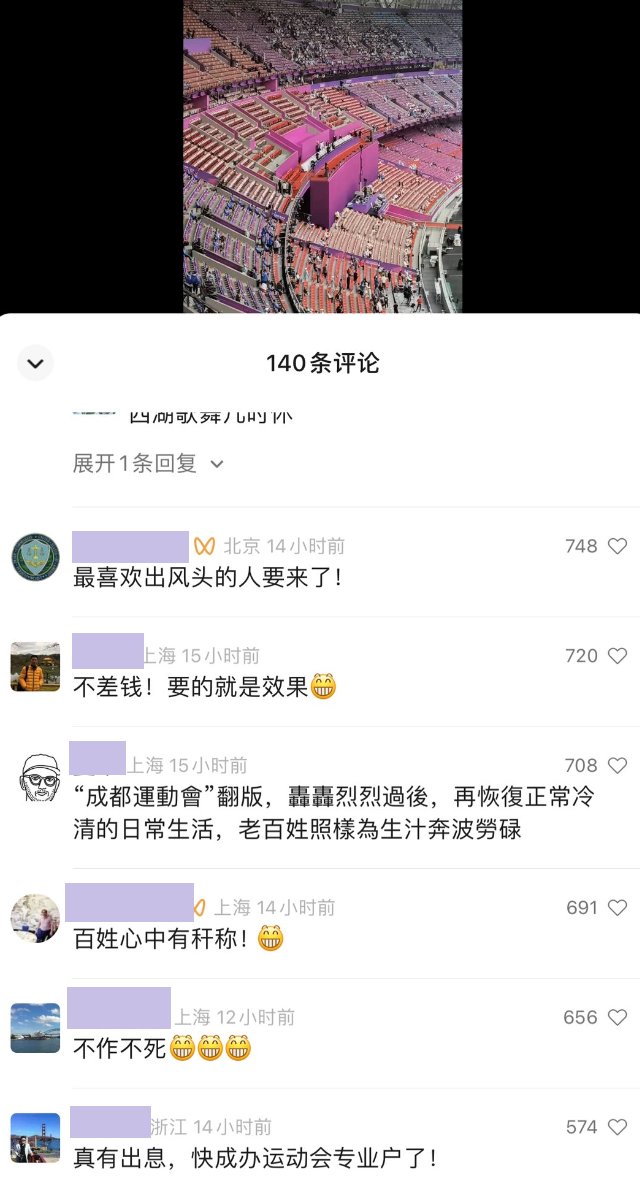 140条评论
西湖歌舞几时休
展开1条回复
北京 14小时前
748
最喜欢出风头的人要来了!
上海 15小时前
720
不差钱！要的就是效果
上海 15小时前
708
“成都運動會”翻版，轟轟烈烈過後，再恢復正常冷
清的日常生活，老百姓照樣為生汁奔波勞碌
上海 14小时前
691
百姓心中有秆称!
上海 12小时前
656
不作不死
浙江 14小时前
574
真有出息，快成办运动会专业户了!